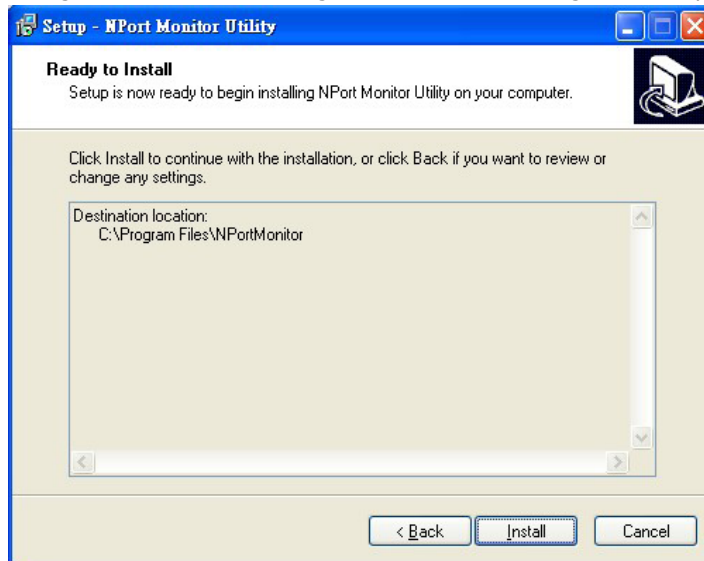 Setup - NPort Monitor Utility
Ready to Install
Setup is now ready to begin installing NPort Monitor Utility on your computer.
Click Install to continue with the installation, or click Back if you want to review or
change any settings.
Destination location:
C:\Program Files\NPortMonitor
< Back Install Cancel